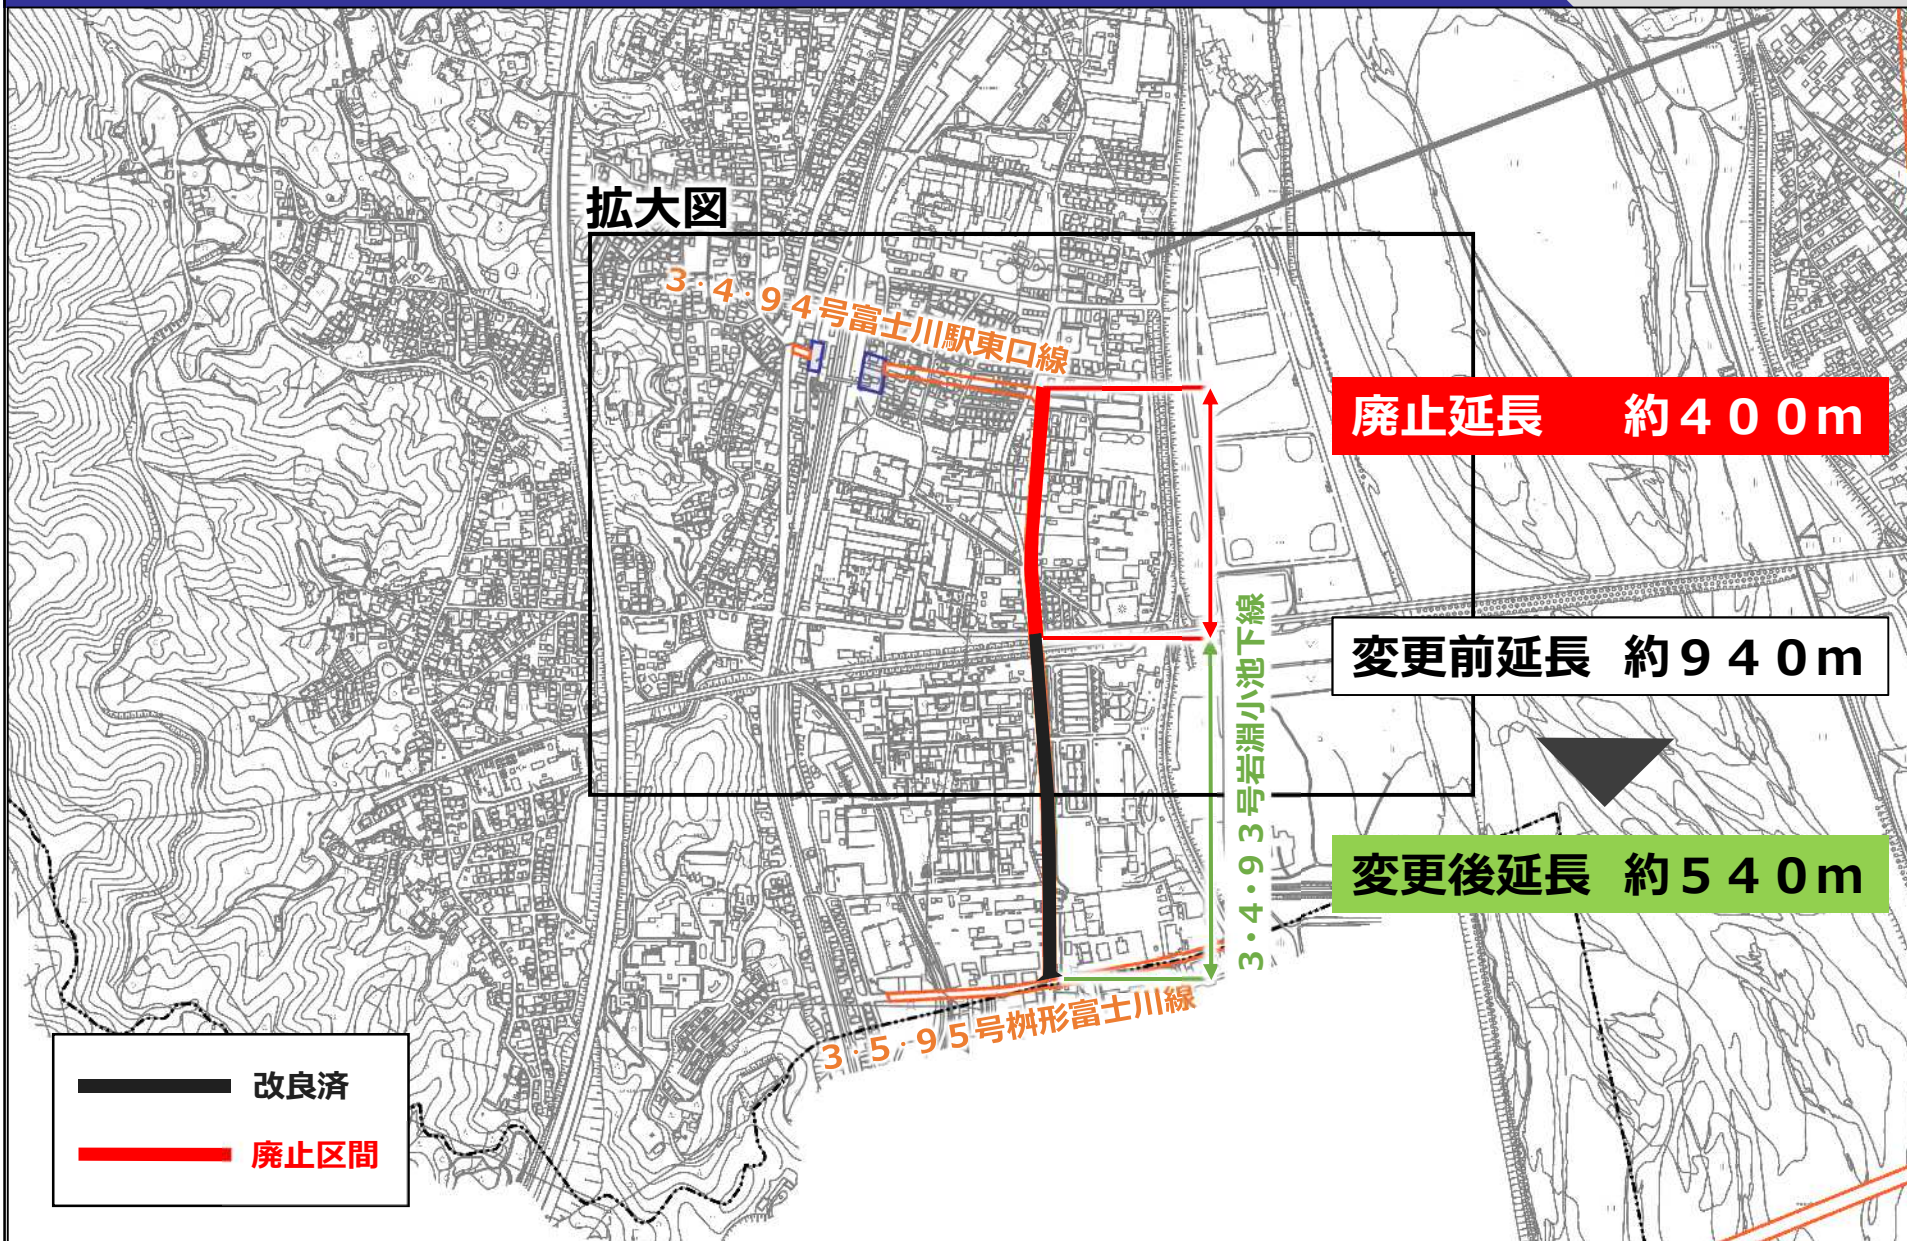 拡大図
3・4・94号富士川駅東口線
廃止延長　約400m
変更前延長　約940m
変更後延長　約540m
3・4・93号岩淵小池下線
3・5・95号桝形富士川線
改良済
廃止区間